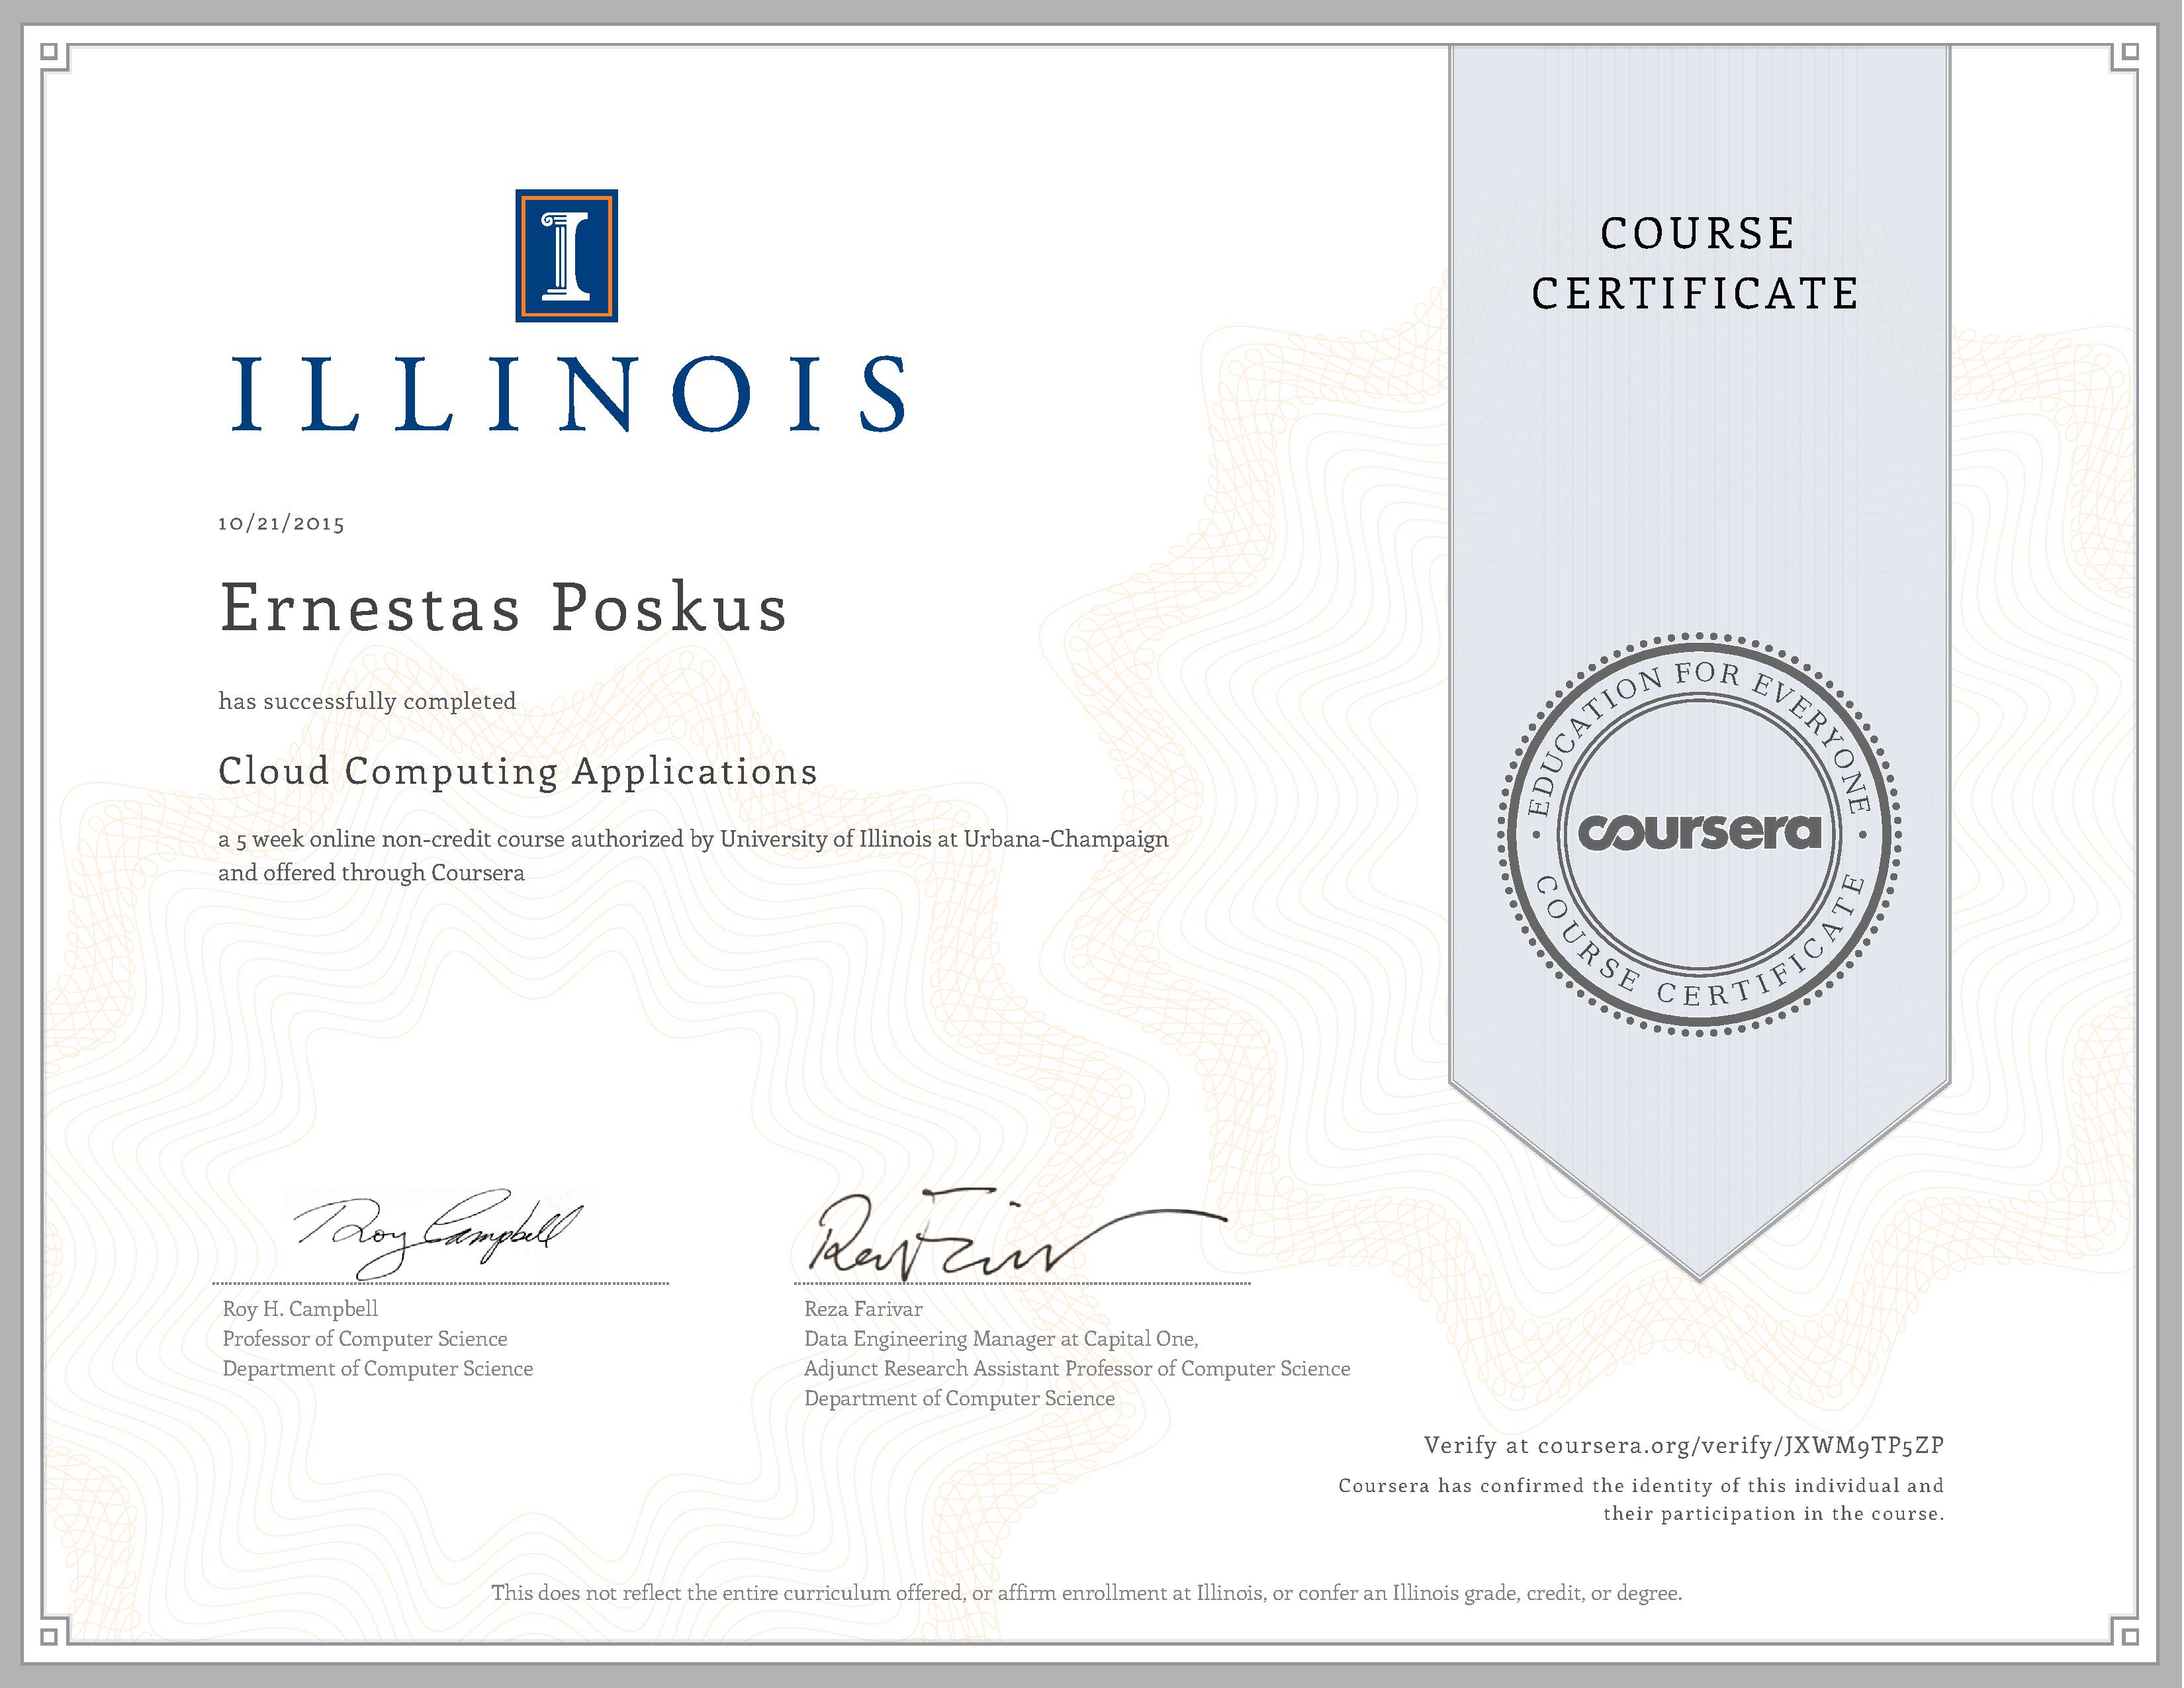 I
ILLINOIS
10/21/2015
Ernestas Poskus
has successfully completed
Cloud Computing Applications
a 5 week online non-credit course authorized by University of Illinois at Urbana-Champaign
and offered through Coursera
COURSE
CERTIFICATE
EDUCATION FOR EVERYONE
coursera
COURSE CERTIFICATE
Roy Campbell
Roy H. Campbell
Professor of Computer Science
Department of Computer Science
Reza Farivar
Data Engineering Manager at Capital One,
Adjunct Research Assistant Professor of Computer Science
Department of Computer Science
Verify at coursera.org/verify/JXWM9TP5ZP
Coursera has confirmed the identity of this individual and
their participation in the course.
This does not reflect the entire curriculum offered, or affirm enrollment at Illinois, or confer an Illinois grade, credit, or degree.